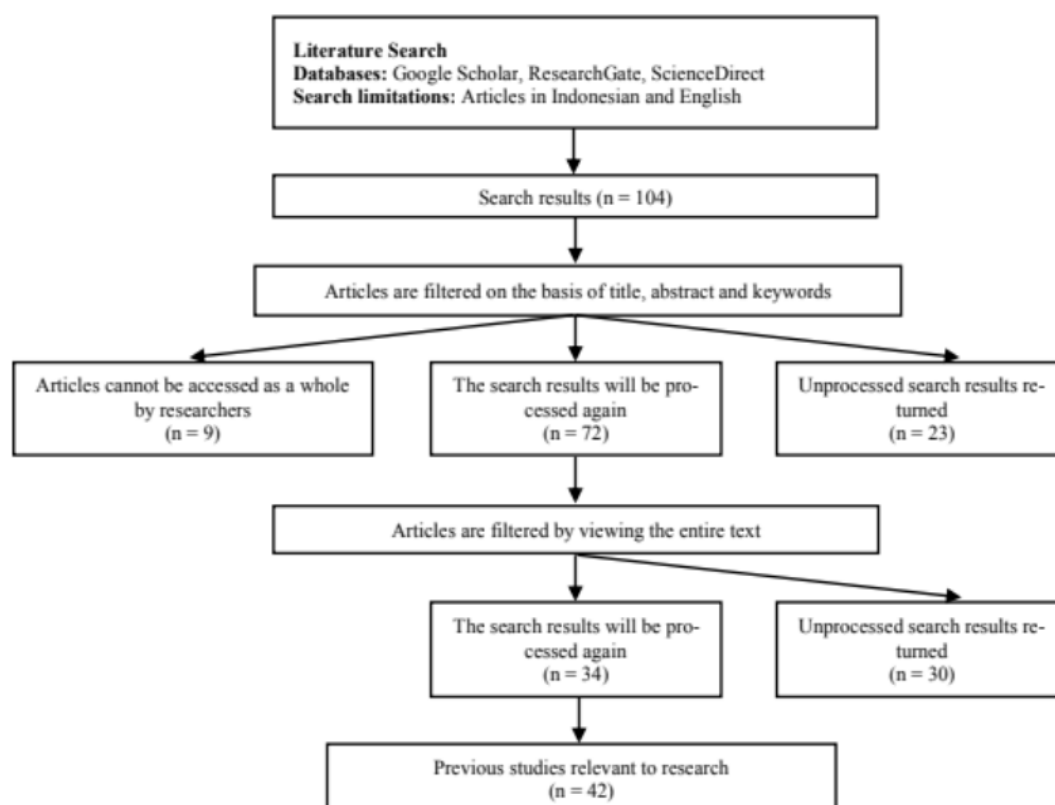 Literature Search
Databases: Google Scholar, ResearchGate, ScienceDirect
Search limitations: Articles in Indonesian and English
Search results (n = 104)
Articles are filtered on the basis of title, abstract and keywords
Articles cannot be accessed as a whole
by researchers
(n = 9)
The search results will be pro-
cessed again
(n = 72)
Unprocessed search results re-
turned
(n = 23)
Articles are filtered by viewing the entire text
The search results will be pro-
cessed again
(n = 34)
Unprocessed search results re-
turned
(n = 30)
Previous studies relevant to research
(n = 42)